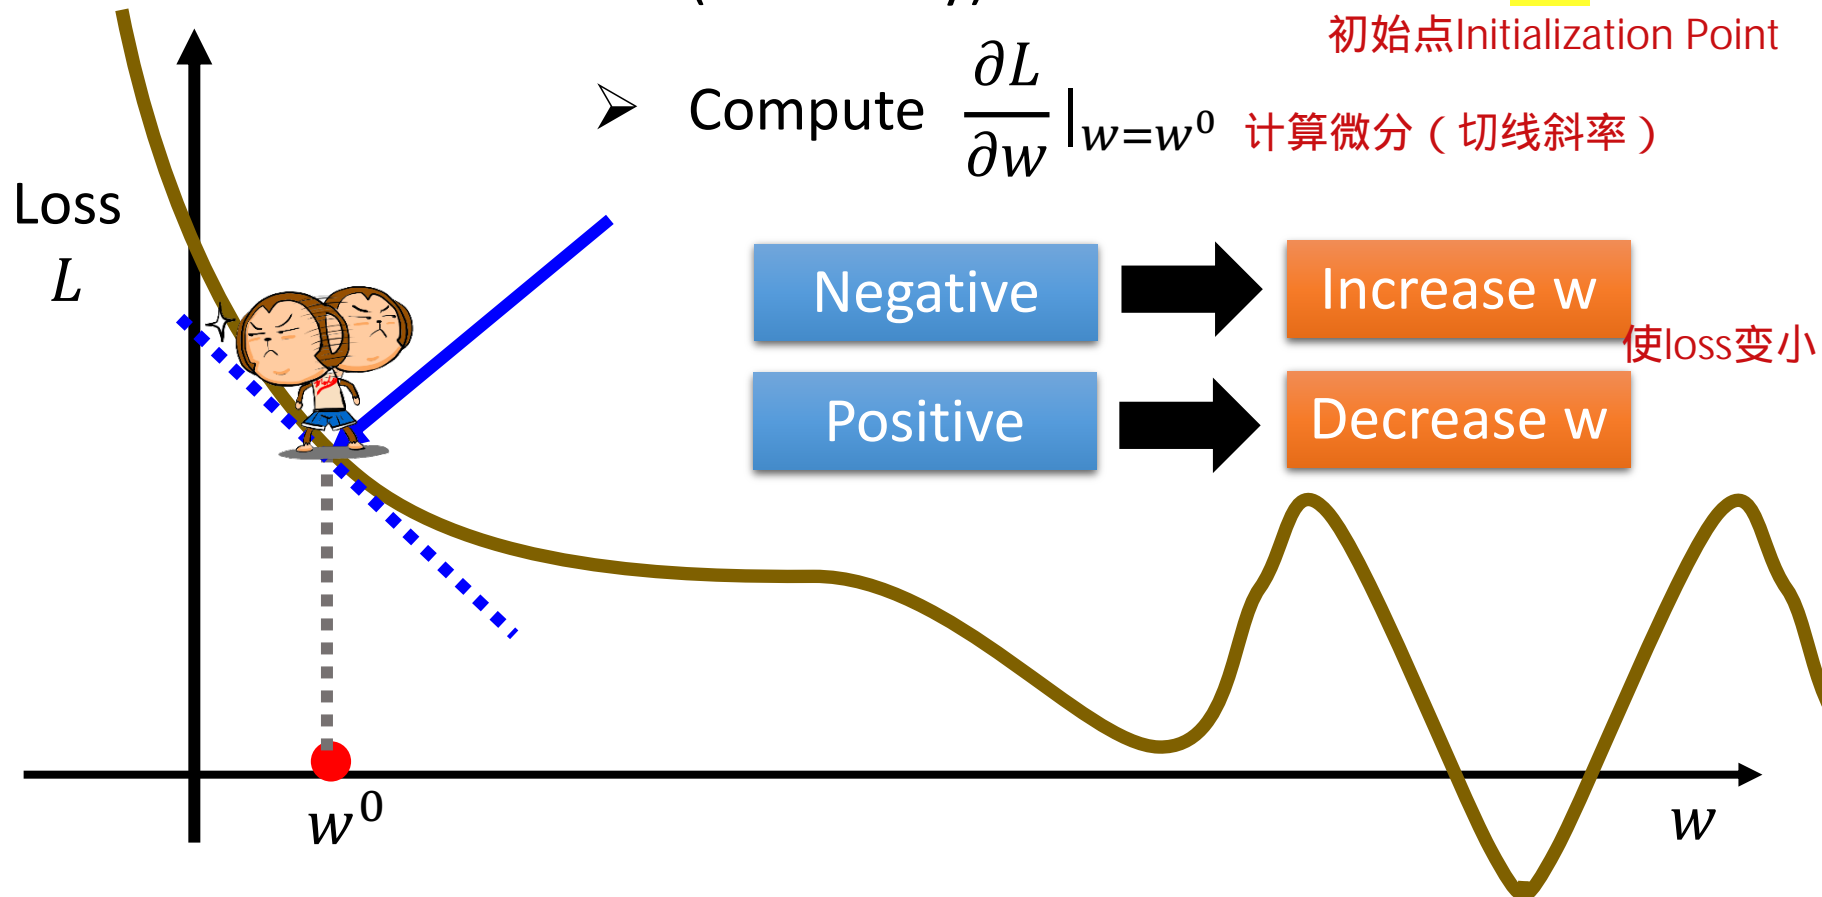 初始点Initialization Point
Compute ∂L/∂w |w=w⁰ 计算微分（切线斜率）
Loss
L
Negative
Increase w
使loss变小
Positive
Decrease w
w⁰
w